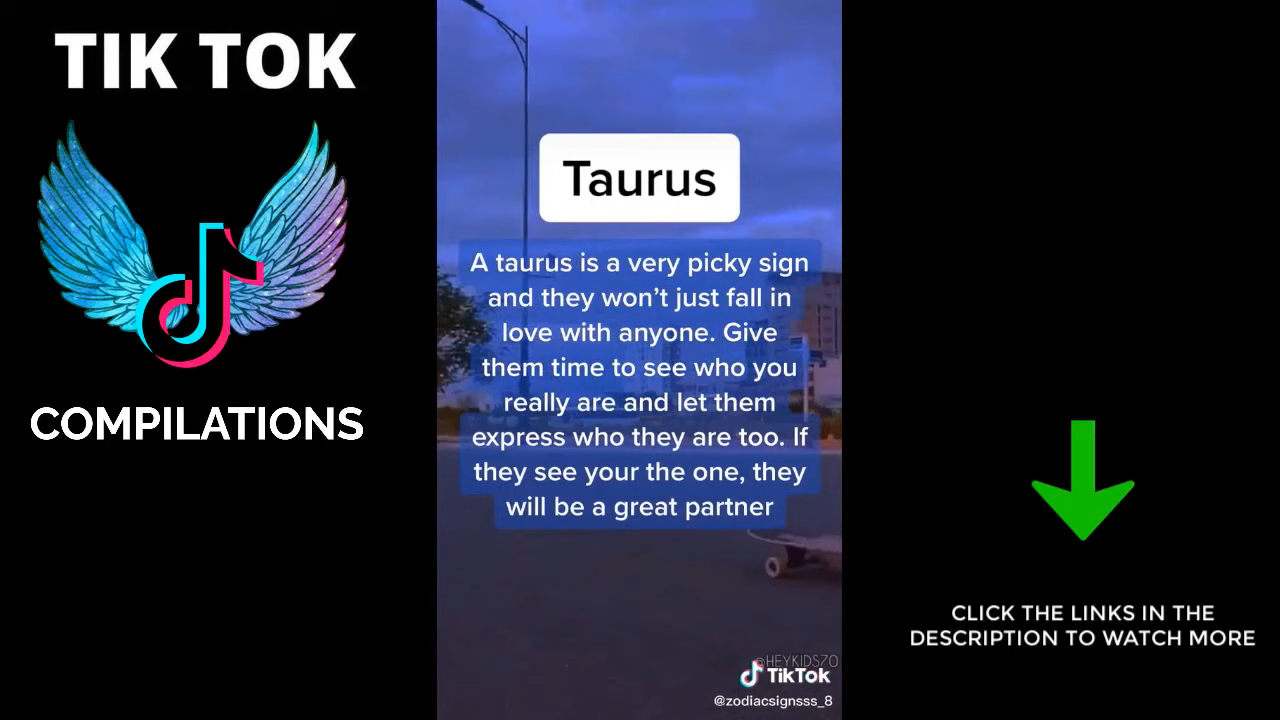 TIK TOK
COMPILATIONS
Taurus
A taurus is a very picky sign
and they won't just fall in
love with anyone. Give
them time to see who you
really are and let them
express who they are too. If
they see your the one, they
will be a great partner
@HEYKIDS70
TikTok
@zodiacsignsss_8
CLICK THE LINKS IN THE
DESCRIPTION TO WATCH MORE